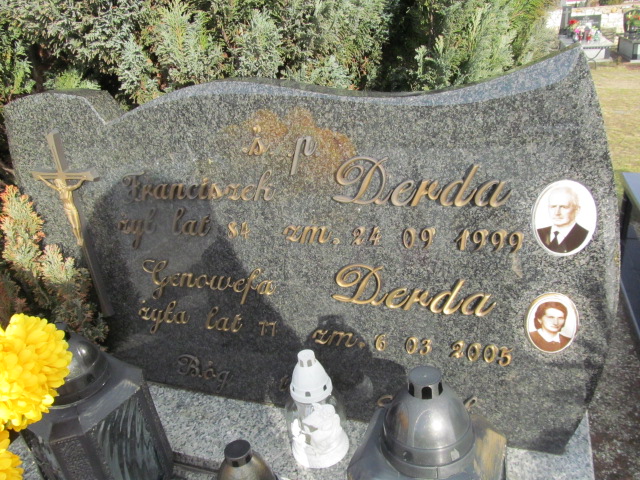 ś. p.
Franciszek Derda
żył lat 84 zm. 24 09 1999
Genowefa Derda
żyła lat 77 zm. 6 03 2005
Bóg